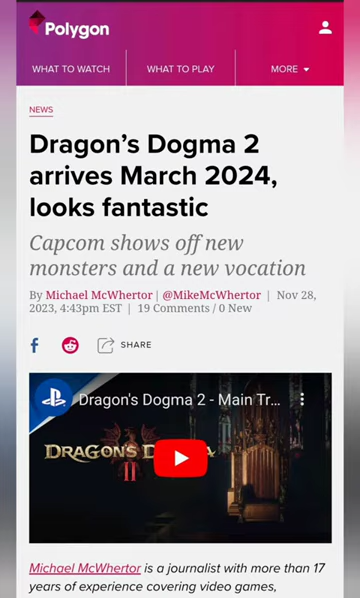 Polygon
WHAT TO WATCH
WHAT TO PLAY
MORE
NEWS
Dragon's Dogma 2
arrives March 2024,
looks fantastic
Capcom shows off new
monsters and a new vocation
By Michael McWhertor | @MikeMcWhertor | Nov 28,
2023, 4:43pm EST | 19 Comments / 0 New
SHARE
Dragon's Dogma 2 - Main Tr...
DRAGON'S D
II
Michael McWhertor is a journalist with more than 17
years of experience covering video games,